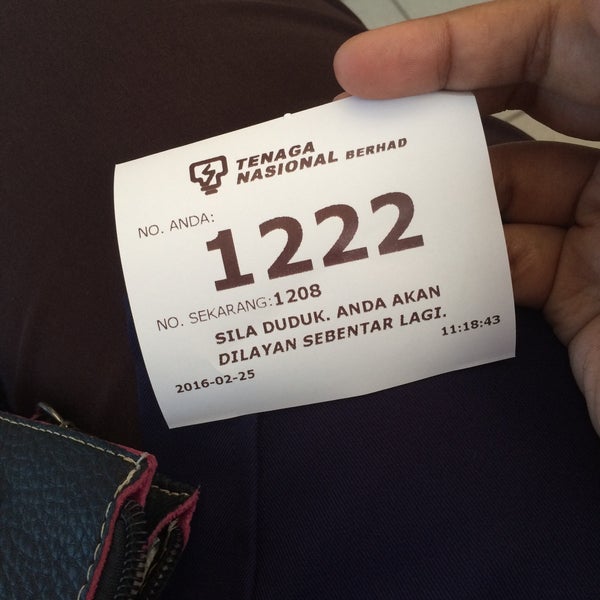 TENAGA
NASIONAL BERHAD
NO. ANDA:
1222
NO. SEKARANG:1208
SILA DUDUK. ANDA AKAN
DILAYAN SEBENTAR LAGI.
11:18:43
2016-02-25